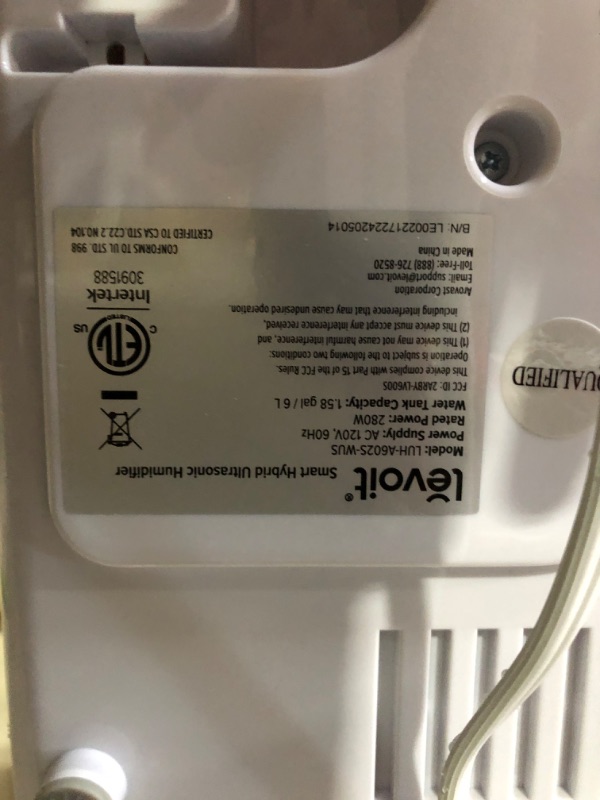 levoit®
Smart Hybrid Ultrasonic Humidifier
Model: LUH-A602S-WUS
Power Supply: AC 120V, 60Hz
Rated Power: 280W
Water Tank Capacity: 1.58 gal / 6 L
FCC ID: 2ARBY-LV600S
This device complies with Part 15 of the FCC Rules.
Operation is subject to the following two conditions:
(1) This device may not cause harmful interference, and
(2) This device must accept any interference received,
including interference that may cause undesired operation.
Arovast Corporation
Email: support@levoit.com
Toll-Free: (888) 726-8520
Made in China
B/N: LE002217224205014
C ETL US
LISTED
Intertek
3091588
CONFORMS TO UL STD. 998
CERTIFIED TO CSA STD. C22.2 NO.104
QUALIFIED